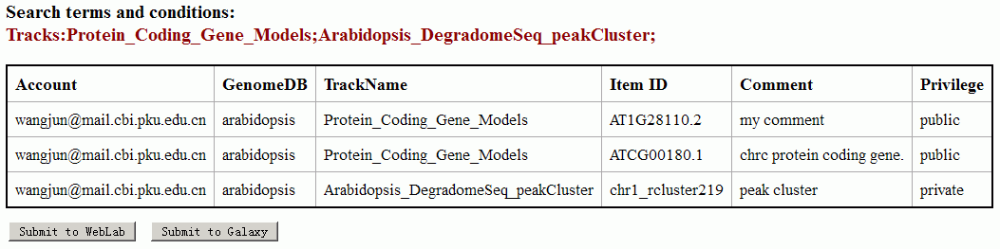 Search terms and conditions:
Tracks:Protein_Coding_Gene_Models;Arabidopsis_DegradomeSeq_peakCluster;
Account GenomeDB TrackName Item ID Comment Privilege
wangjun@mail.cbi.pku.edu.cn arabidopsis Protein_Coding_Gene_Models AT1G28110.2 my comment public
wangjun@mail.cbi.pku.edu.cn arabidopsis Protein_Coding_Gene_Models ATCG00180.1 chrc protein coding gene. public
wangjun@mail.cbi.pku.edu.cn arabidopsis Arabidopsis_DegradomeSeq_peakCluster chr1_rcluster219 peak cluster private
Submit to WebLab Submit to Galaxy